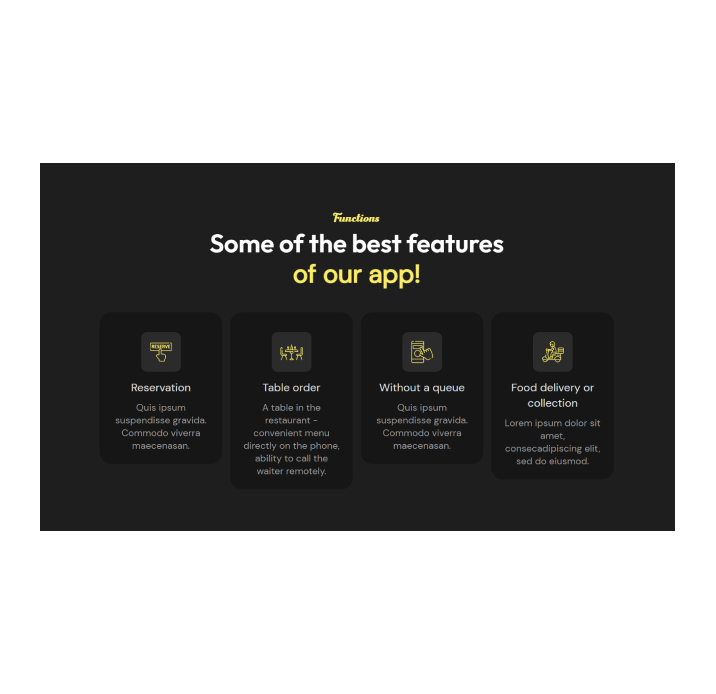 Functions
Some of the best features
of our app!
RESERVE
Reservation
Quis ipsum
suspendisse gravida.
Commodo viverra
maecenasan.
Table order
A table in the
restaurant -
convenient menu
directly on the phone,
ability to call the
waiter remotely.
Without a queue
Quis ipsum
suspendisse gravida.
Commodo viverra
maecenasan.
Food delivery or
collection
Lorem ipsum dolor sit
amet,
consecadipiscing elit,
sed do eiusmod.